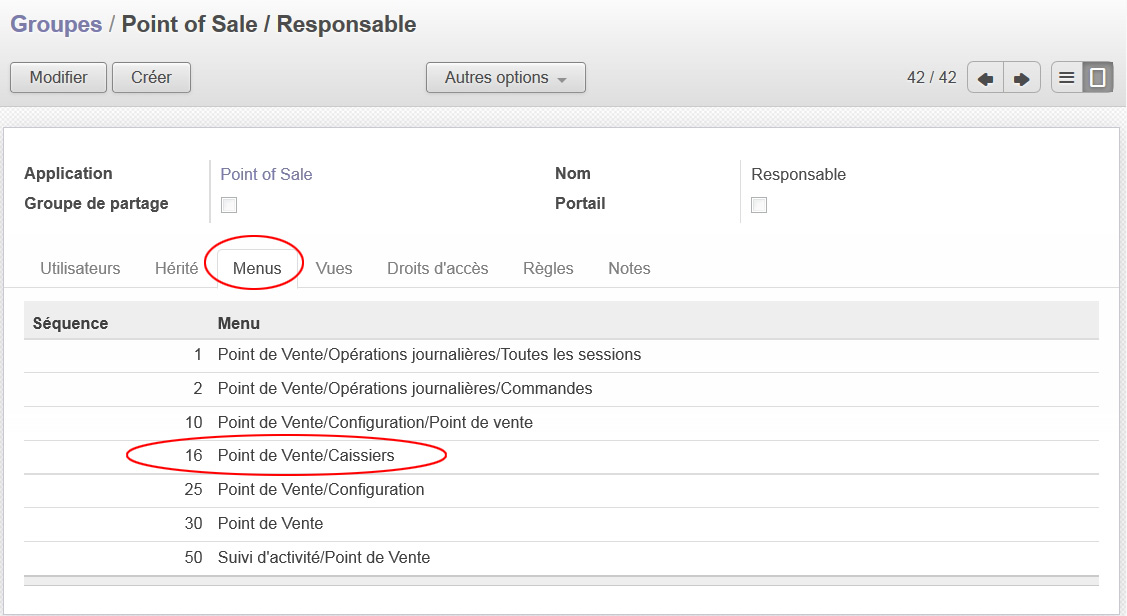 Groupes / Point of Sale / Responsable
Modifier Créer Autres options 42 / 42
Application Point of Sale Nom Responsable
Groupe de partage Portail
Utilisateurs Hérité Menus Vues Droits d'accès Règles Notes
Séquence Menu
1 Point de Vente/Opérations journalières/Toutes les sessions
2 Point de Vente/Opérations journalières/Commandes
10 Point de Vente/Configuration/Point de vente
16 Point de Vente/Caissiers
25 Point de Vente/Configuration
30 Point de Vente
50 Suivi d'activité/Point de Vente